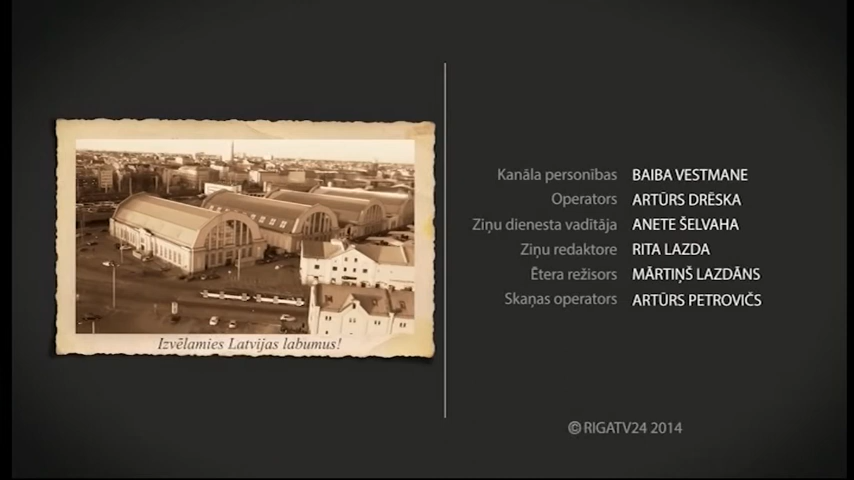 Izvēlamies Latvijas labumus!
Kanāla personības BAIBA VESTMANE
Operators ARTŪRS DRĒSKA
Ziņu dienesta vadītāja ANETE ŠELVAHA
Ziņu redaktore RITA LAZDA
Ētera režisors MĀRTIŅŠ LAZDĀNS
Skaņas operators ARTŪRS PETROVIČS
© RIGATV24 2014